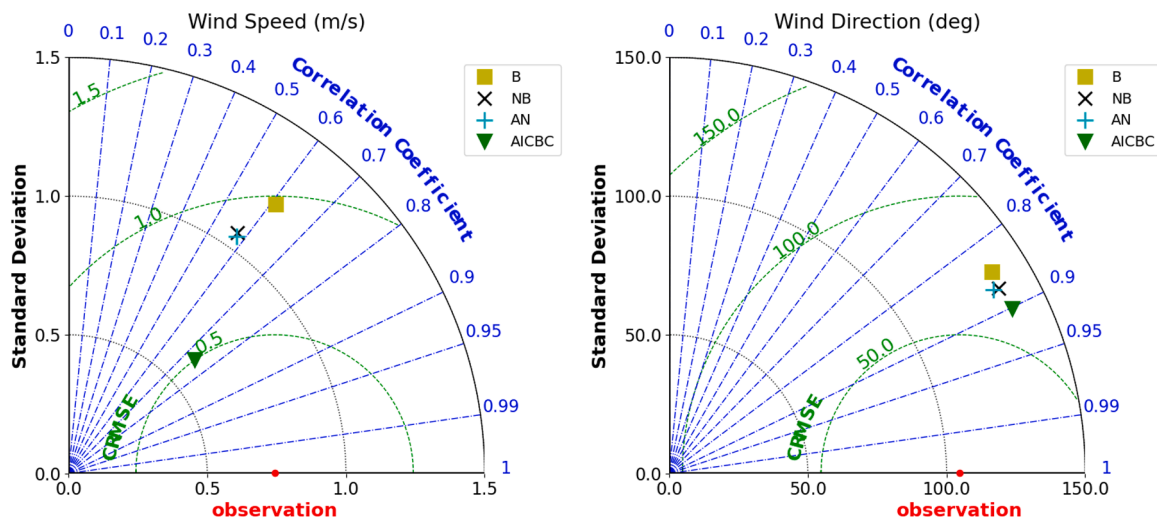 Wind Speed (m/s)
0
0.1
0.2
0.3
0.4
0.5
0.6
0.7
0.8
0.9
0.95
0.99
1
Correlation Coefficient
1.5
1.0
0.5
0.0
Standard Deviation
1.5
1.0
0.5
CRMSE
0.0
0.5
1.0
1.5
observation
B
NB
AN
AICBC
Wind Direction (deg)
0
0.1
0.2
0.3
0.4
0.5
0.6
0.7
0.8
0.9
0.95
0.99
1
Correlation Coefficient
150.0
100.0
50.0
0.0
Standard Deviation
150.0
100.0
50.0
CRMSE
0.0
50.0
100.0
150.0
observation
B
NB
AN
AICBC